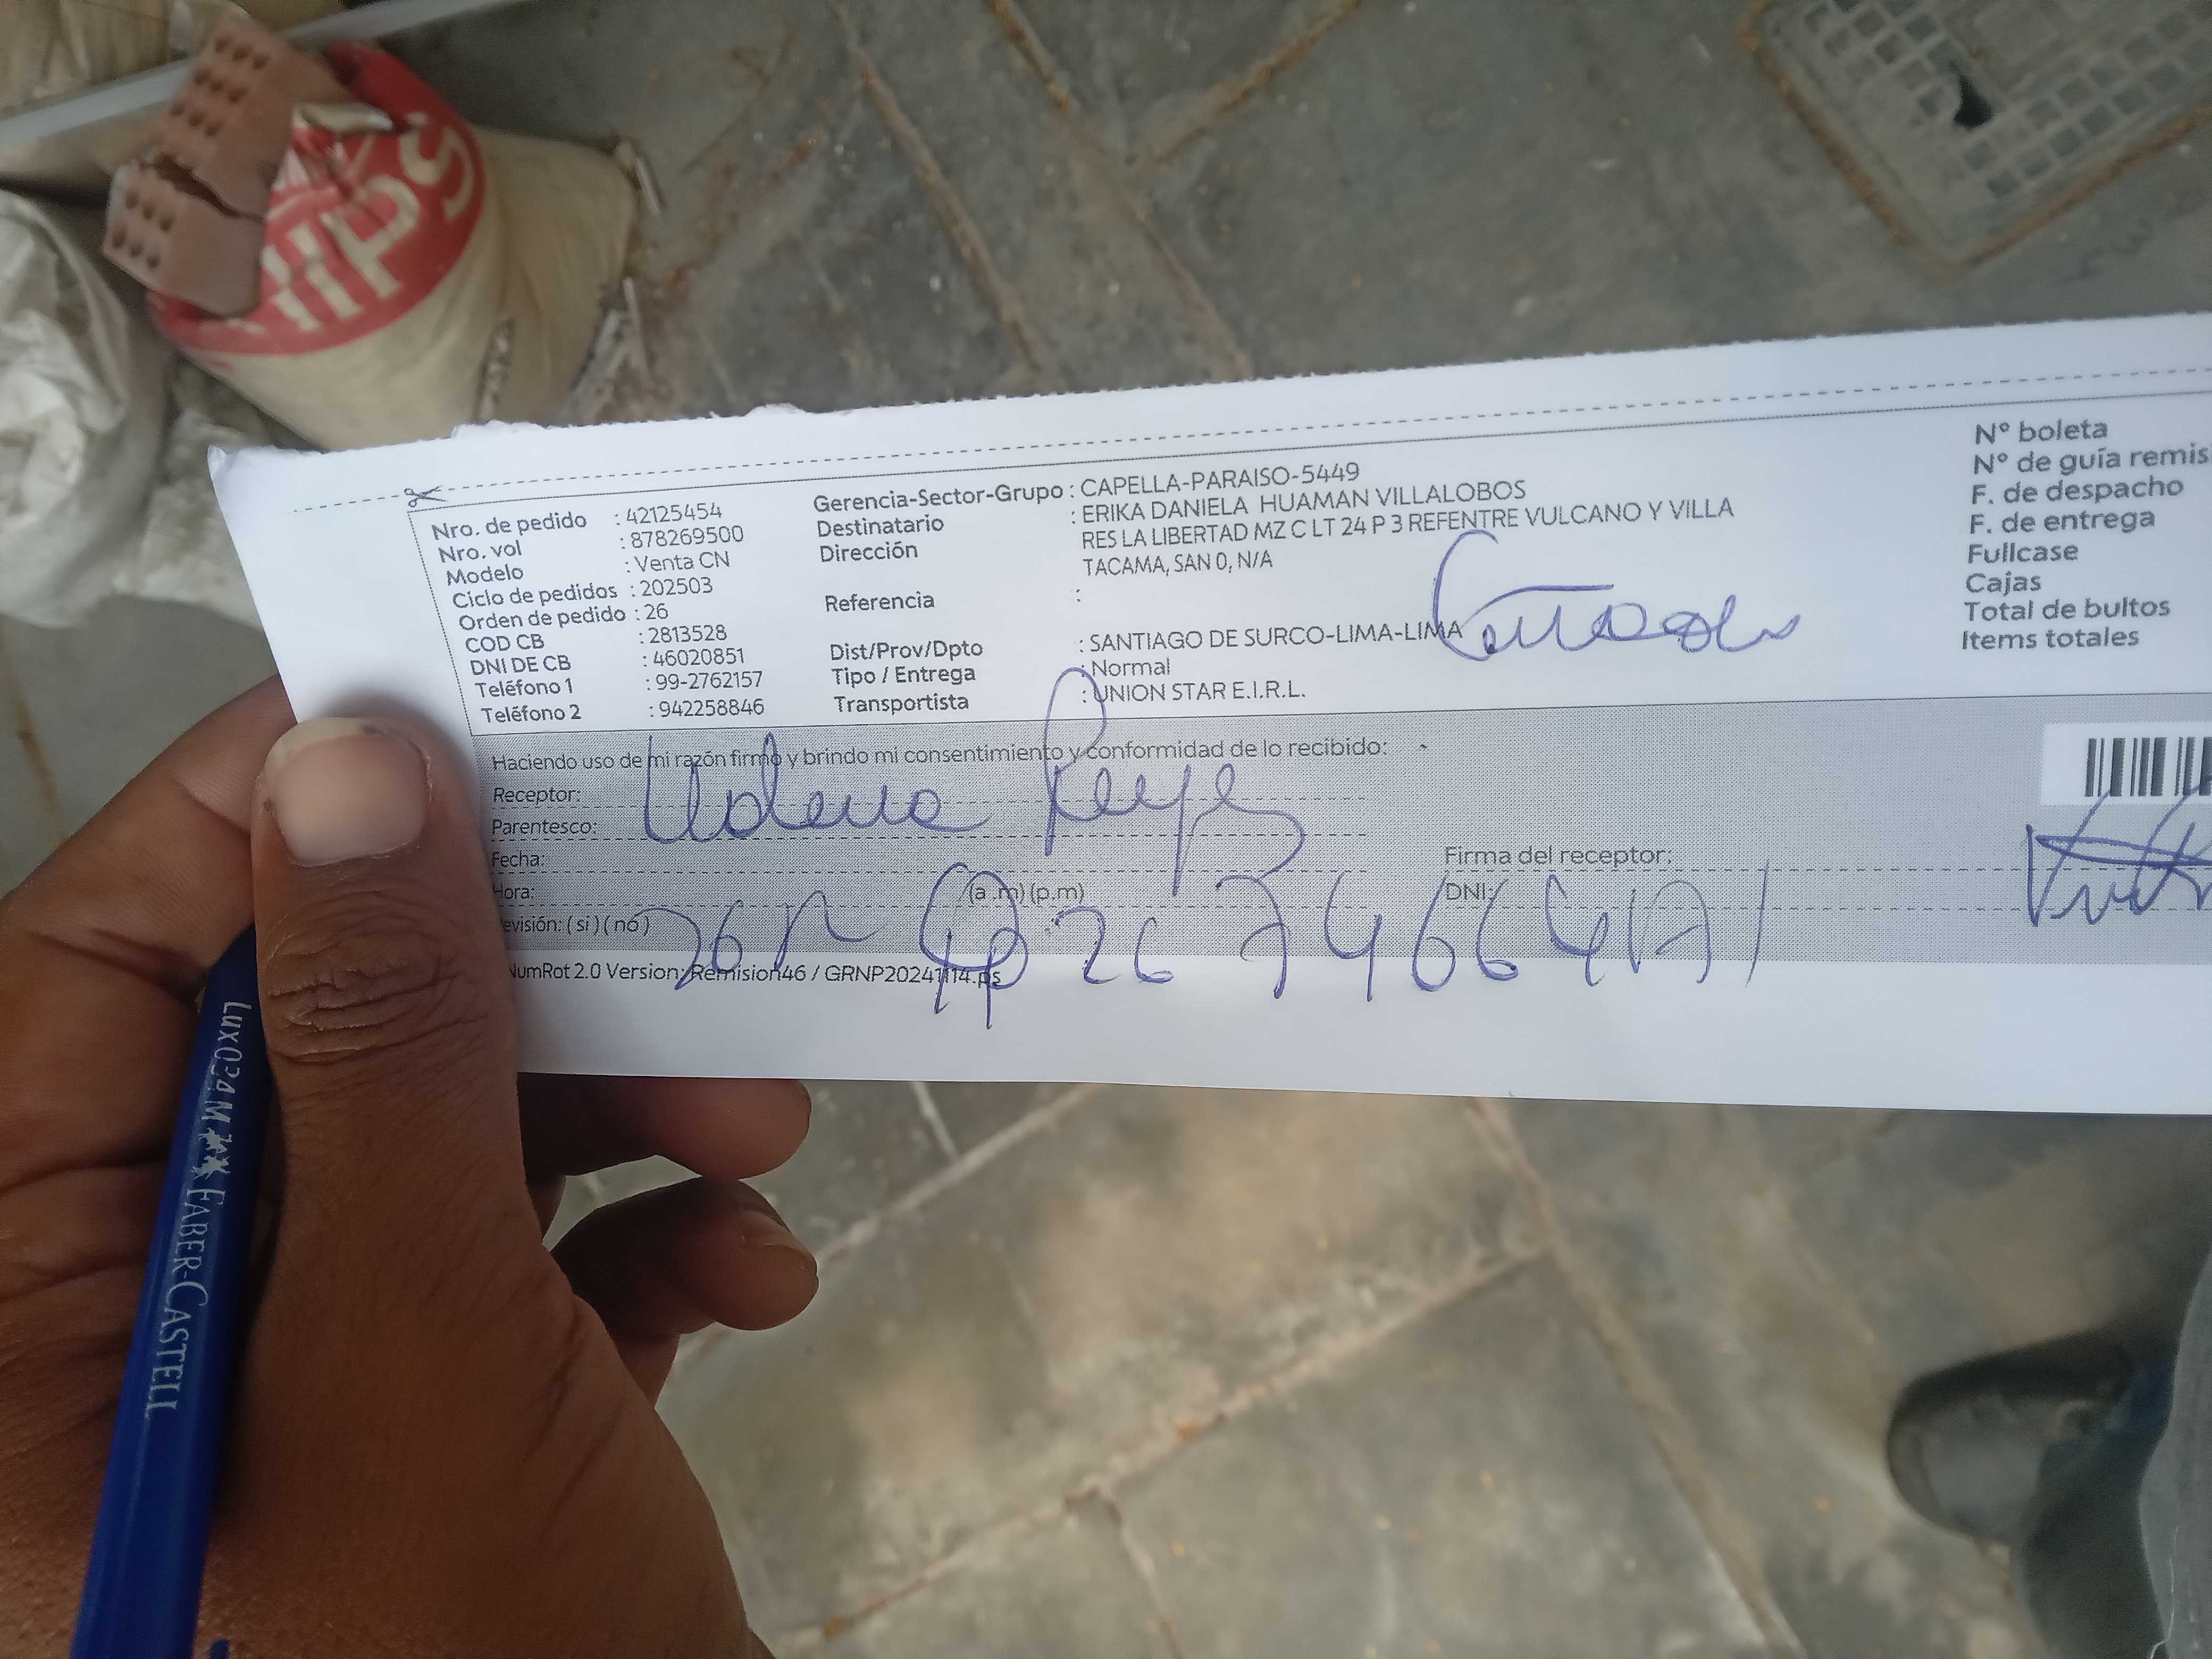 Nro. de pedido : 42125454
Nro. vol : 878269500
Modelo : Venta CN
Ciclo de pedidos : 202503
Orden de pedido : 26
COD CB : 2813528
DNI DE CB : 46020851
Teléfono 1 : 99-2762157
Teléfono 2 : 942258846
Gerencia-Sector-Grupo : CAPELLA-PARAISO-5449
Destinatario : ERIKA DANIELA HUAMAN VILLALOBOS
Dirección : RES LA LIBERTAD MZ C LT 24 P 3 REFENTRE VULCANO Y VILLA
TACAMA, SAN 0, N/A
Referencia :
Dist/Prov/Dpto : SANTIAGO DE SURCO-LIMA-LIMA
Tipo / Entrega : Normal
Transportista : UNION STAR E.I.R.L.
Nº boleta
Nº de guía remis
F. de despacho
F. de entrega
Fullcase
Cajas
Total de bultos
Items totales
Haciendo uso de mi razón firmo y brindo mi consentimiento y conformidad de lo recibido:
Receptor:
Parentesco:
Reye
Fecha:
Firma del receptor:
Hora: (a .m) (p.m)
DNI:
evisión: ( si ) ( no )
NumRot 2.0 Version: Remision46 / GRNP20241114.ps
Lux034M FABER-CASTELL